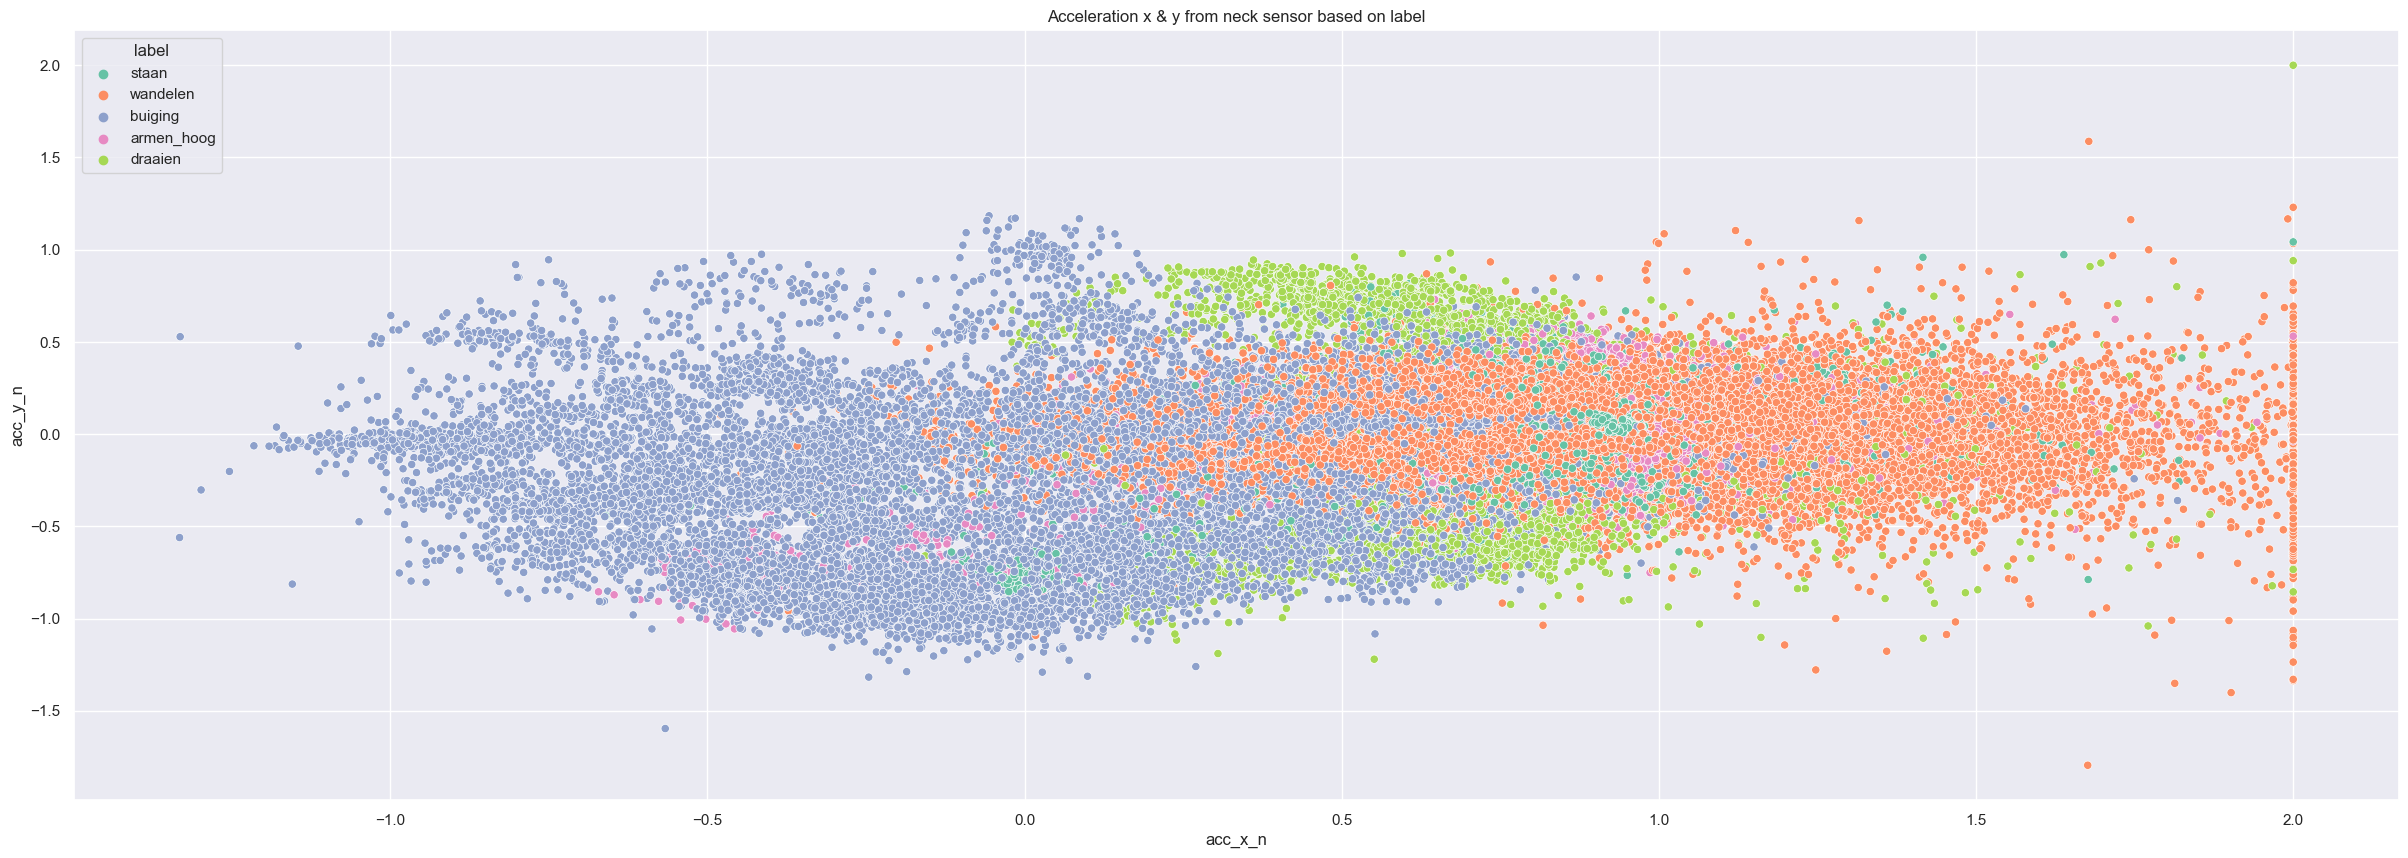 Acceleration x & y from neck sensor based on label
label
staan
wandelen
buiging
armen_hoog
draaien
2.0
1.5
1.0
0.5
0.0
−0.5
−1.0
−1.5
acc_y_n
−1.0
−0.5
0.0
0.5
1.0
1.5
2.0
acc_x_n